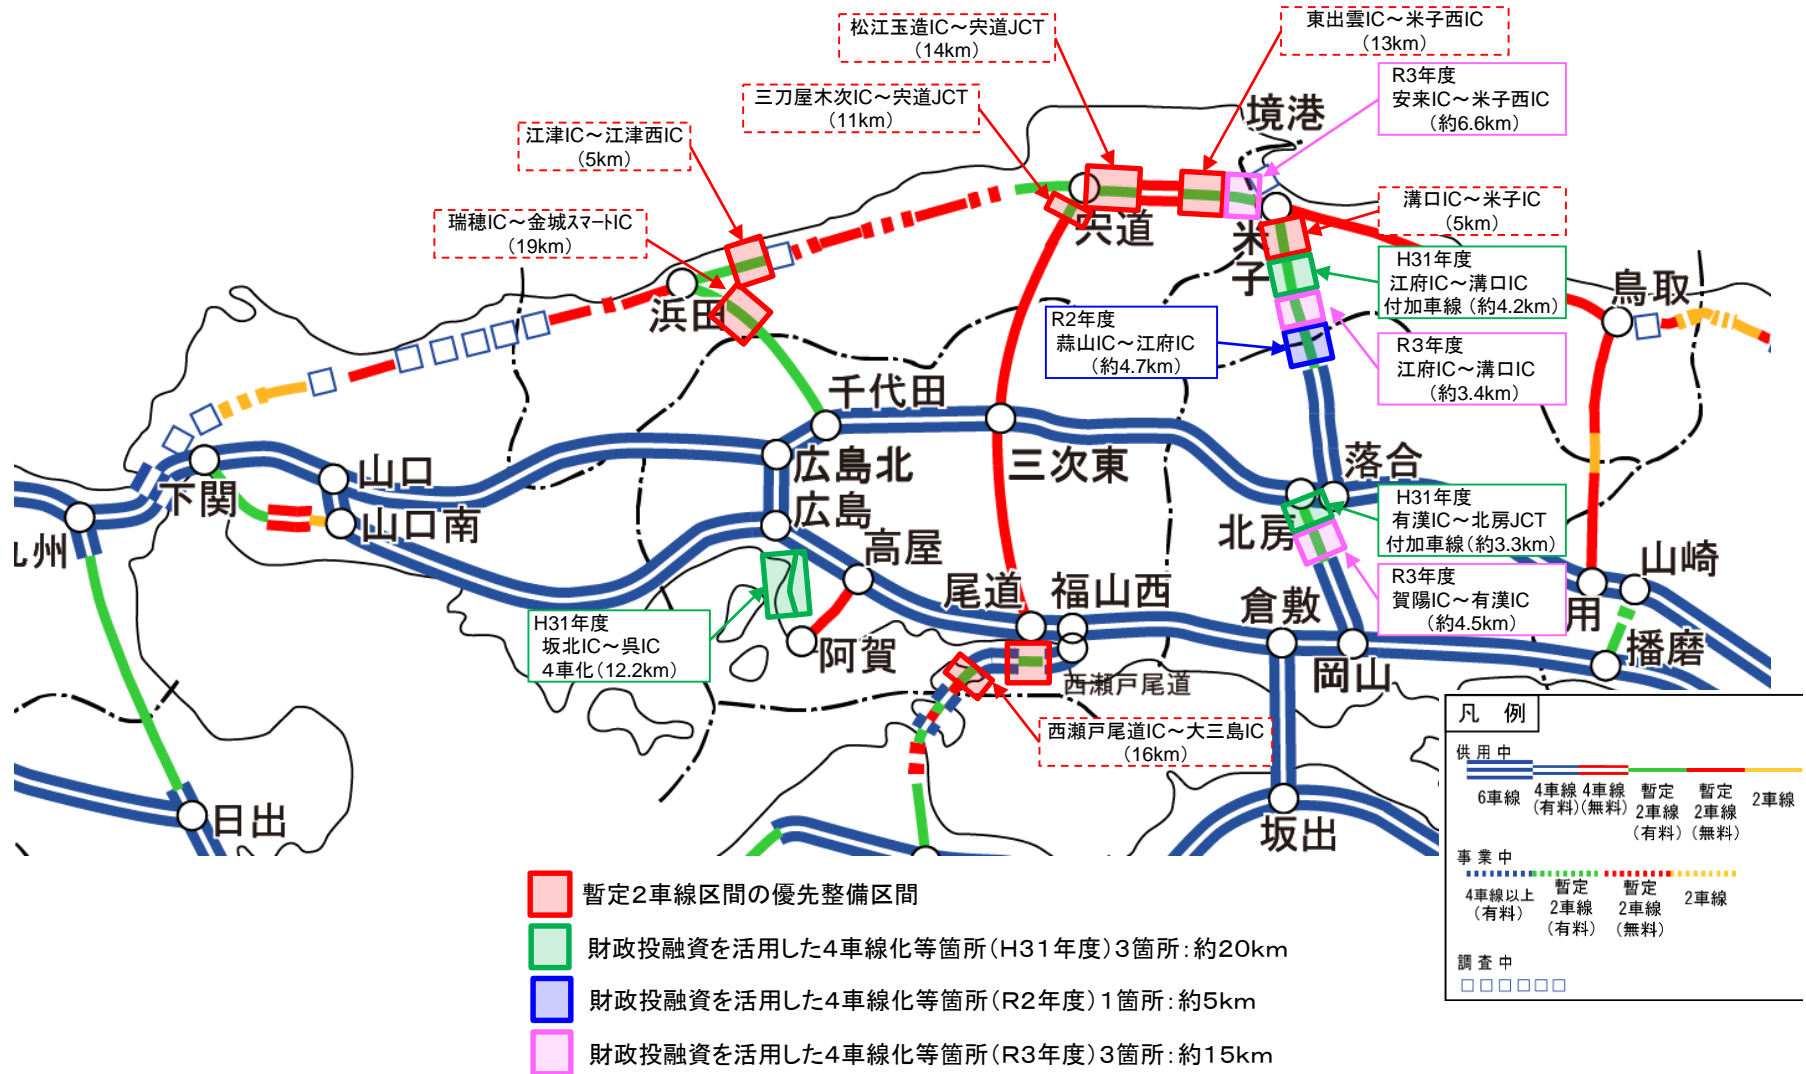 松江玉造IC～宍道JCT
（14km）
東出雲IC～米子西IC
（13km）
三刀屋木次IC～宍道JCT
（11km）
R3年度
安来IC～米子西IC
（約6.6km）
江津IC～江津西IC
（5km）
境港
瑞穂IC～金城スマートIC
（19km）
溝口IC～米子IC
（5km）
宍道
米子
H31年度
江府IC～溝口IC
付加車線（約4.2km）
鳥取
浜田
R2年度
蒜山IC～江府IC
（約4.7km）
R3年度
江府IC～溝口IC
（約3.4km）
千代田
山口
広島北
三次東
落合
下関
山口南
広島
北房
H31年度
有漢IC～北房JCT
付加車線（約3.3km）
九州
高屋
尾道
福山西
倉敷
R3年度
賀陽IC～有漢IC
（約4.5km）
用
山崎
H31年度
坂北IC～呉IC
4車化（12.2km）
阿賀
西瀬戸尾道
岡山
播磨
西瀬戸尾道IC～大三島IC
（16km）
日出
坂出
凡 例
供用中
6車線
4車線
（有料）
4車線
（無料）
暫定
2車線
（有料）
暫定
2車線
（無料）
2車線
事業中
4車線以上
（有料）
暫定
2車線
（有料）
暫定
2車線
（無料）
2車線
調査中
暫定２車線区間の優先整備区間
財政投融資を活用した４車線化等箇所（Ｈ３１年度）３箇所：約２０ｋｍ
財政投融資を活用した４車線化等箇所（Ｒ２年度）１箇所：約５ｋｍ
財政投融資を活用した４車線化等箇所（Ｒ３年度）３箇所：約１５ｋｍ